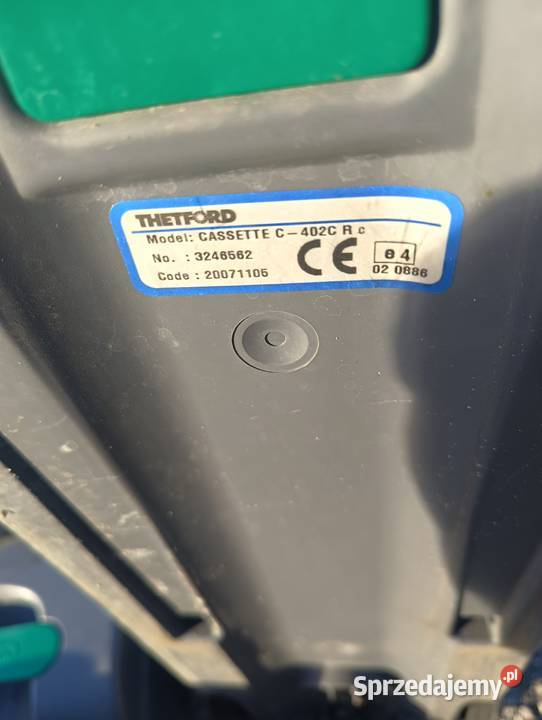 THETFORD
Model: CASSETTE C-402C R c
No. : 3246562
Code : 20071105
CE
e4
02 0886
Sprzedajemy.pl